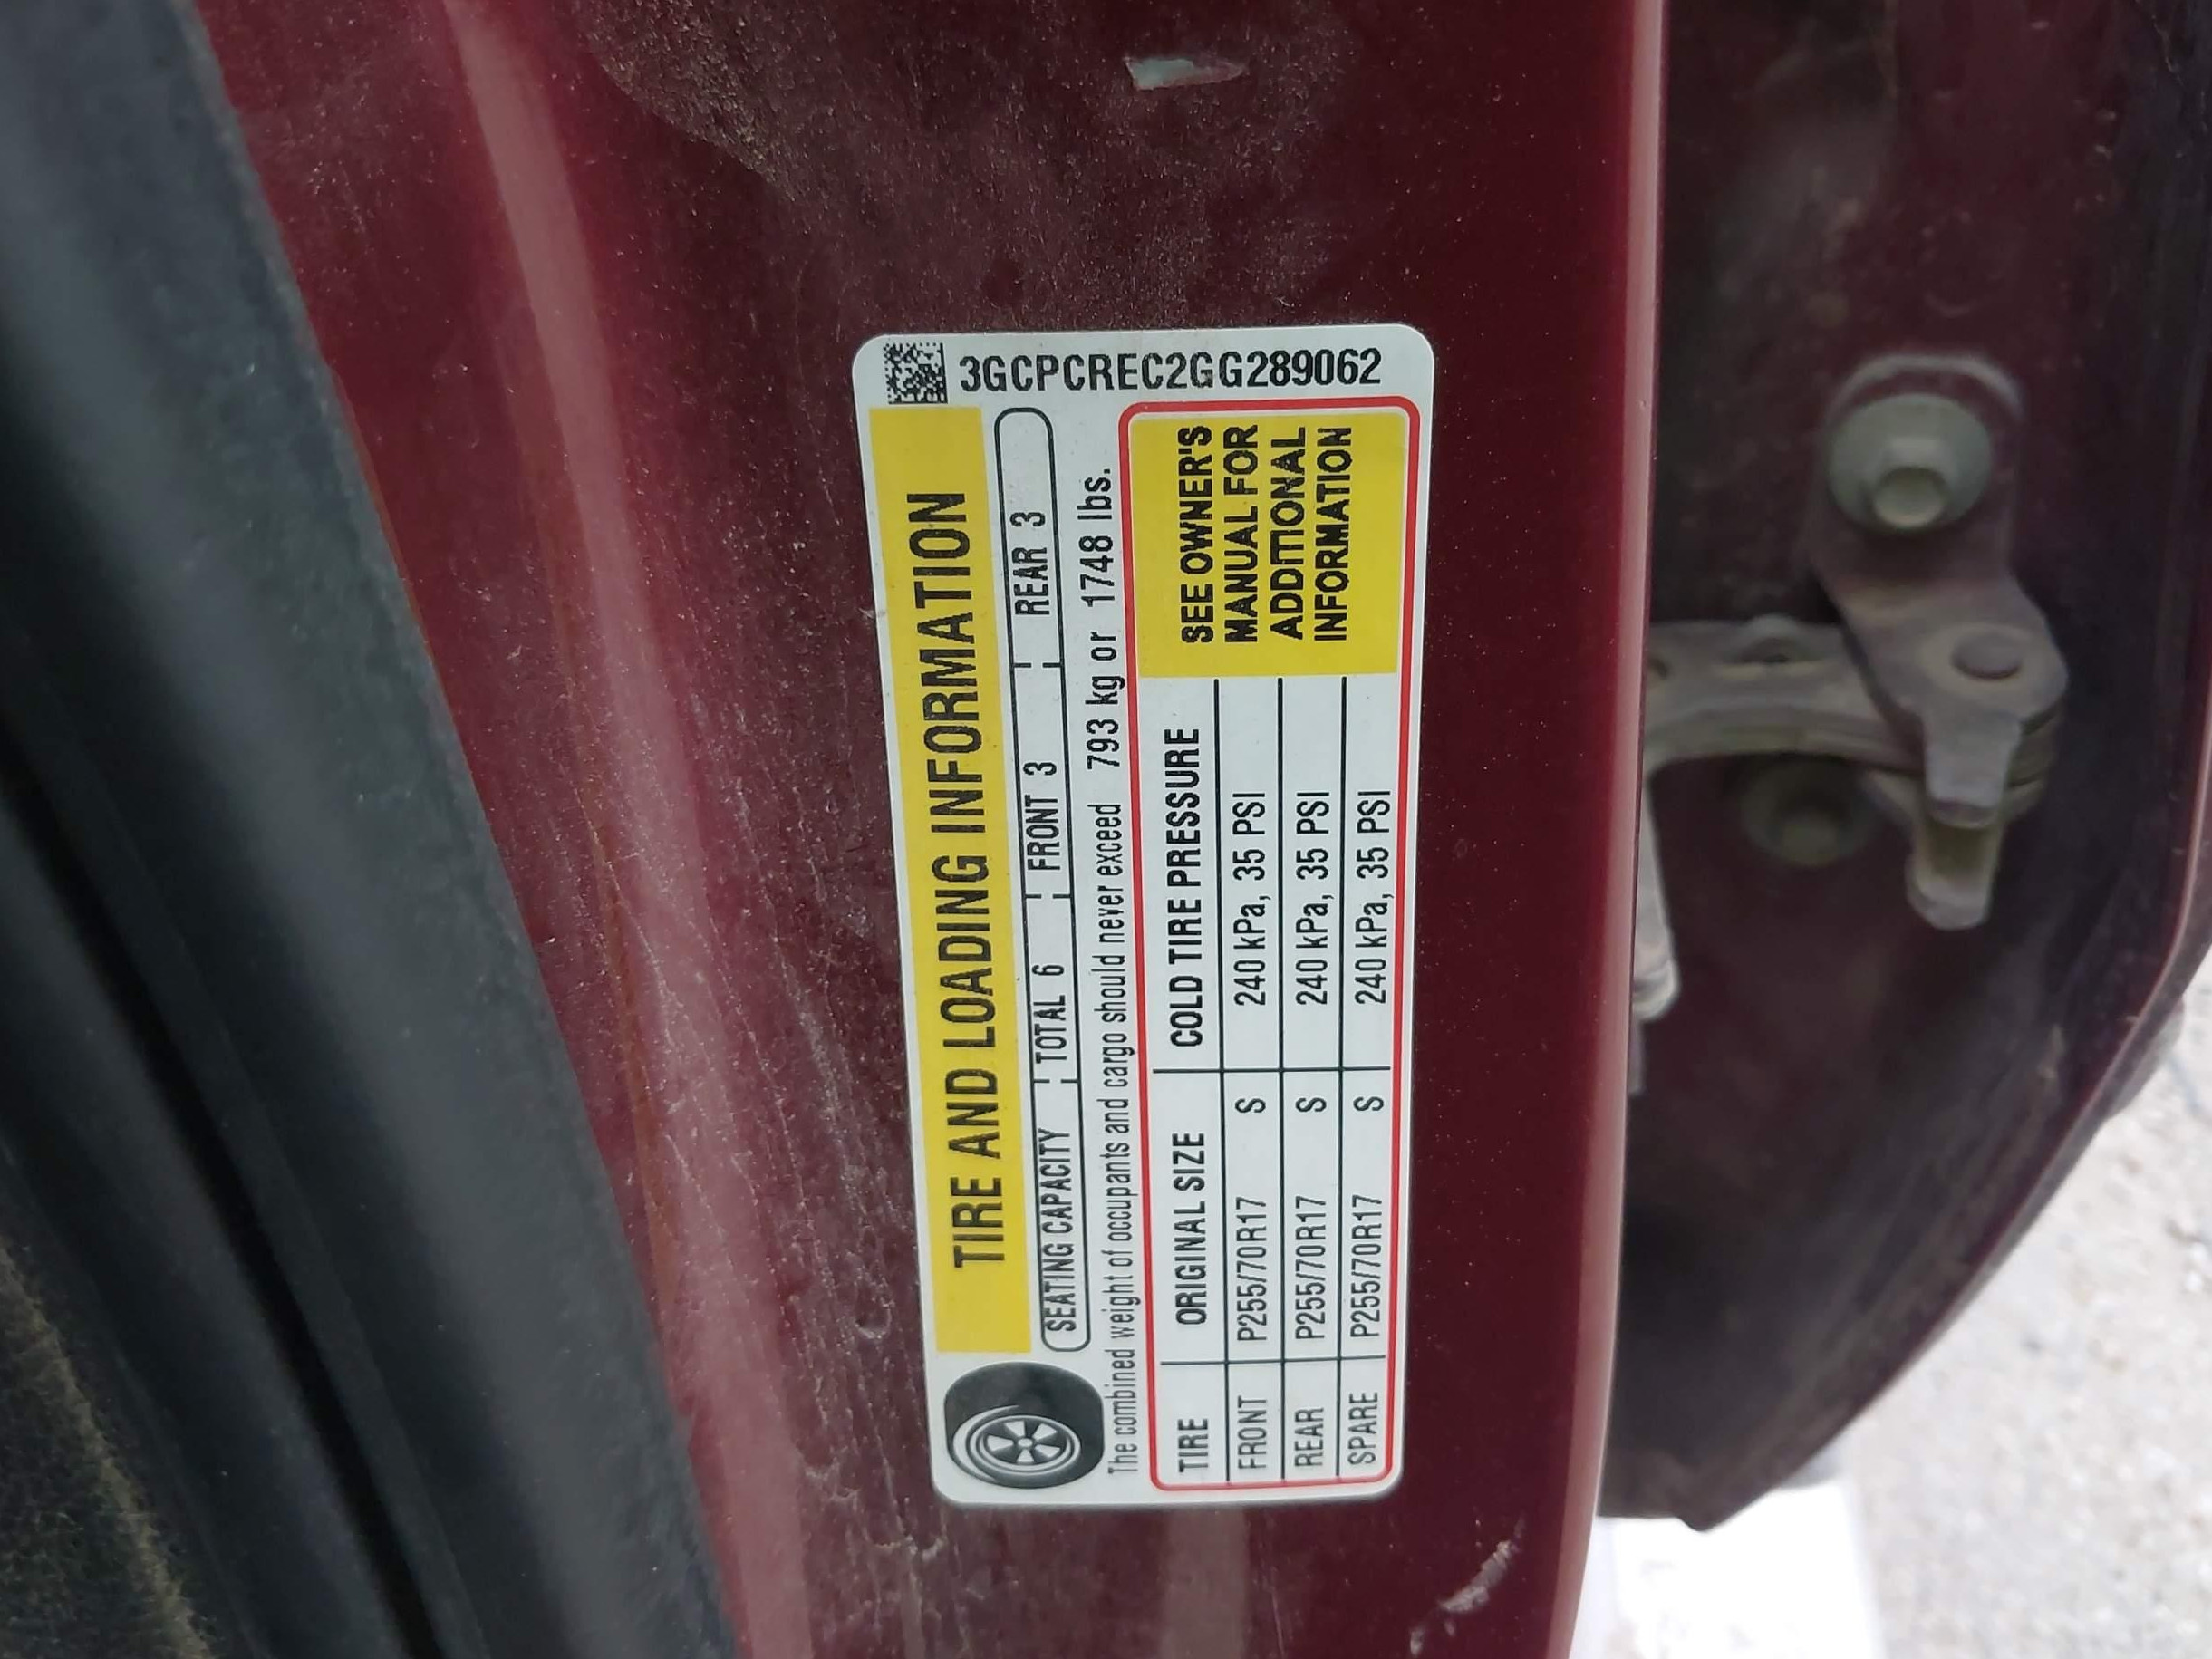 3GCPCREC2GG289062
TIRE AND LOADING INFORMATION
SEATING CAPACITY TOTAL 6 FRONT 3 REAR 3
The combined weight of occupants and cargo should never exceed 793 kg or 1748 lbs.
TIRE ORIGINAL SIZE COLD TIRE PRESSURE
FRONT P255/70R17 S 240 kPa, 35 PSI
REAR P255/70R17 S 240 kPa, 35 PSI
SPARE P255/70R17 S 240 kPa, 35 PSI
SEE OWNER'S
MANUAL FOR
ADDITIONAL
INFORMATION